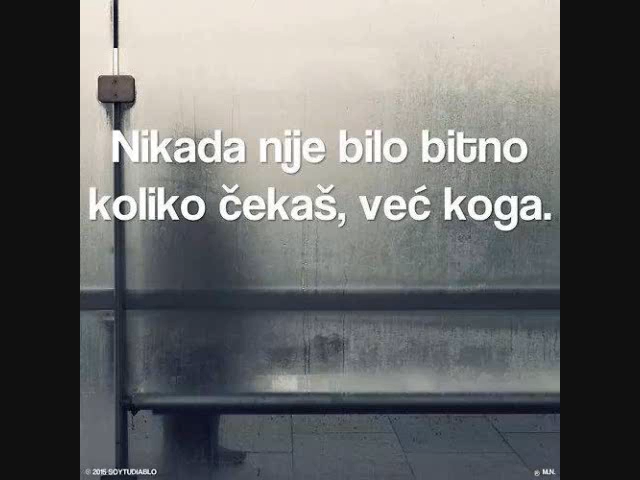 Nikada nije bilo bitno
koliko čekaš, već koga.
© 2015 SOYTUDIABLO
® M.N.